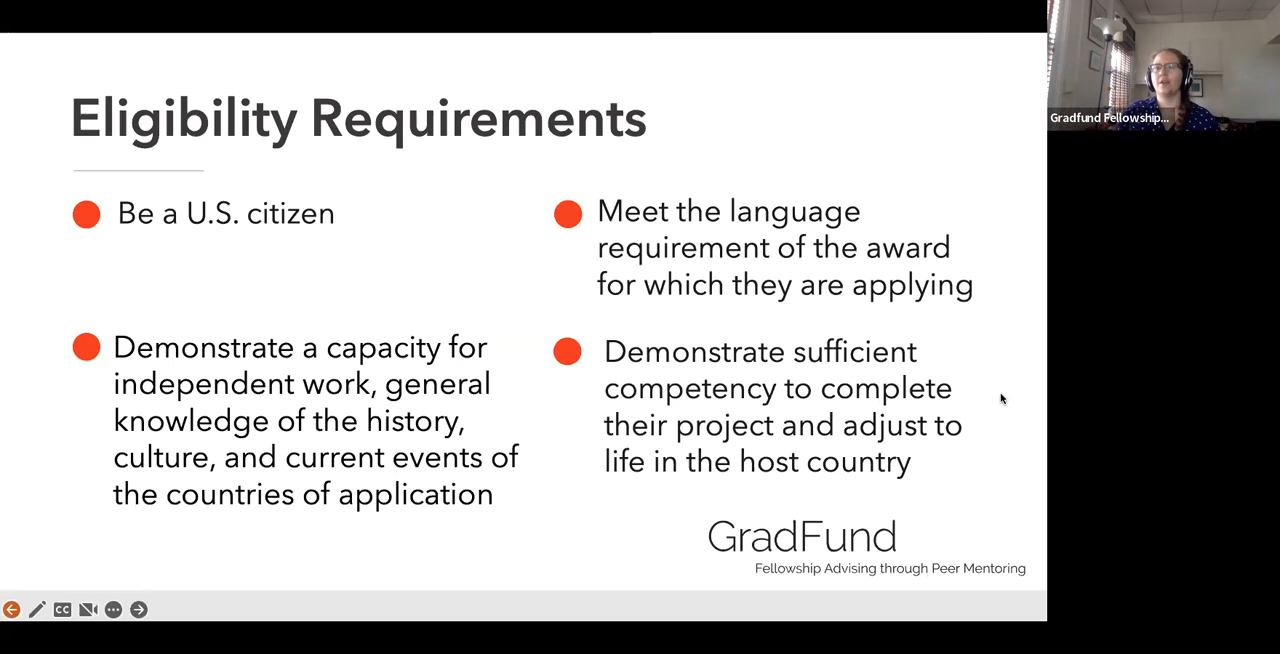 Eligibility Requirements
Be a U.S. citizen
Demonstrate a capacity for
independent work, general
knowledge of the history,
culture, and current events of
the countries of application
Meet the language
requirement of the award
for which they are applying
Demonstrate sufficient
competency to complete
their project and adjust to
life in the host country
GradFund
Fellowship Advising through Peer Mentoring
CC
Gradfund Fellowship...